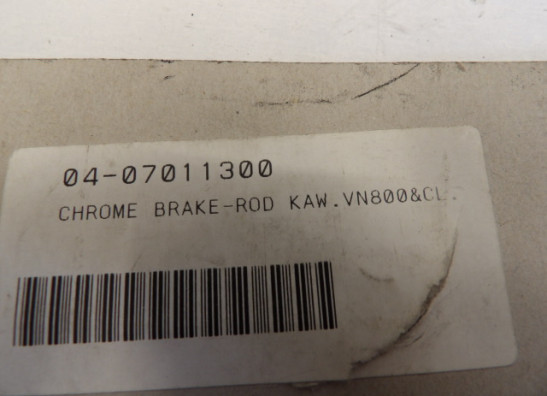 04-07011300
CHROME BRAKE-ROD KAW.VN800&CL.